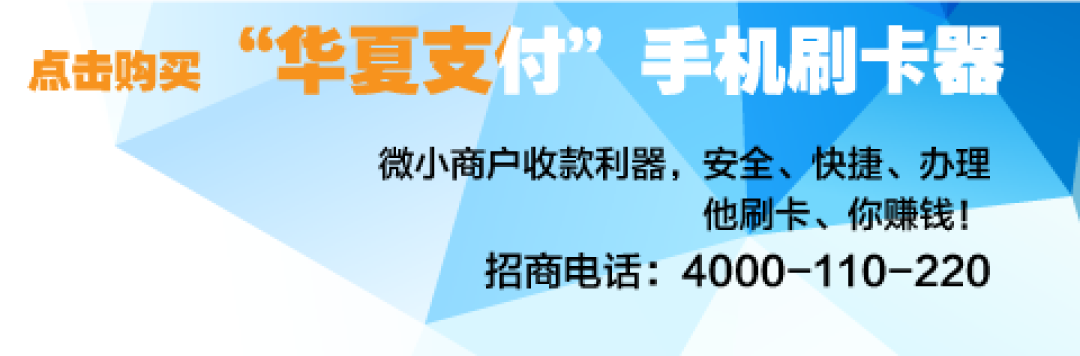 点击购买“华夏支付”手机刷卡器
微小商户收款利器，安全、快捷、办理
他刷卡、你赚钱！
招商电话：4000-110-220